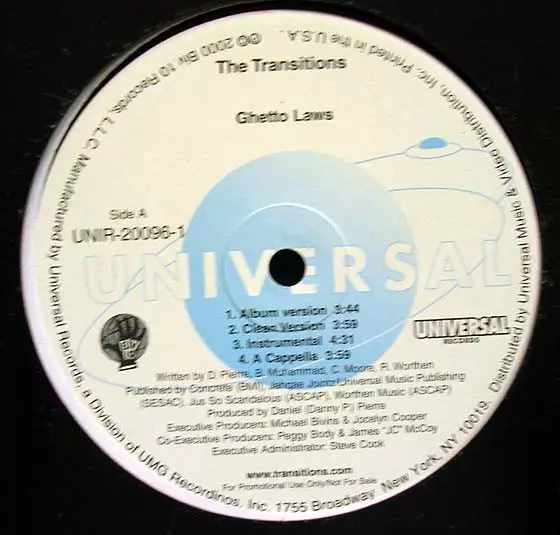 The Transitions
Ghetto Laws
Side A
UNIR-20096-1
UNIVERSAL
1. Album version 3:44
2. Clean Version 3:59
3. Instrumental 4:31
4. A Cappella 3:59
UNIVERSAL
RECORDS
Written by D. Pierre, B. Muhammad, C. Moore, R. Worthen
Published by Concrete (BMI), Jahqae Jointz/Universal Music Publishing
(SESAC), Jus So Scandalous (ASCAP), Worthen Music (ASCAP)
Produced by Daniel (Danny P.) Pierre
Executive Producers: Michael Bivins & Jocelyn Cooper
Co-Executive Producers: Peggy Body & James "JC" McCoy
Executive Administrator: Steve Cook
www.transitions.com
For Promotional Use Only/Not For Sale
℗© 2000 Biv 10 Records, L.L.C. Manufactured by Universal Records, a Division of UMG Recordings, Inc. 1755 Broadway, New York, NY 10019. Distributed by Universal Music & Video Distribution, Inc. Printed in the U.S.A.